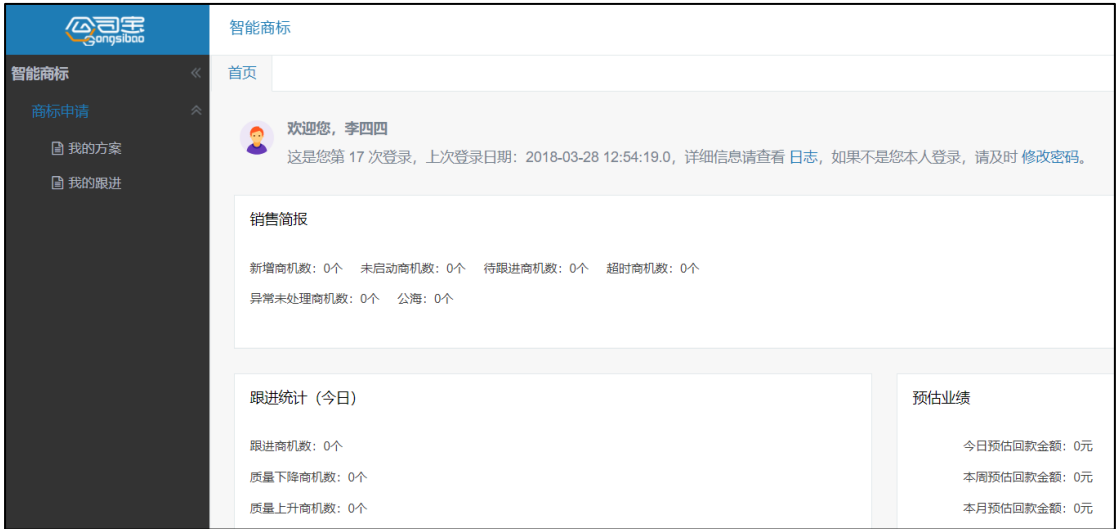 公司宝
Gongsibao
智能商标
智能商标
首页
商标申请
我的方案
我的跟进
欢迎您，李四四
这是您第 17 次登录，上次登录日期：2018-03-28 12:54:19.0，详细信息请查看 日志，如果不是您本人登录，请及时 修改密码。
销售简报
新增商机数：0个 未启动商机数：0个 待跟进商机数：0个 超时商机数：0个
异常未处理商机数：0个 公海：0个
跟进统计（今日）
跟进商机数：0个
质量下降商机数：0个
质量上升商机数：0个
预估业绩
今日预估回款金额：0元
本周预估回款金额：0元
本月预估回款金额：0元